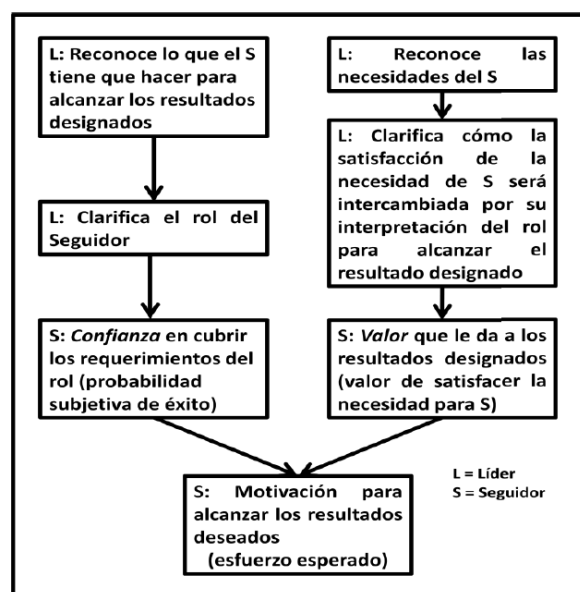 L: Reconoce lo que el S
tiene que hacer para
alcanzar los resultados
designados
L: Reconoce las
necesidades del S
L: Clarifica cómo la
satisfacción de la
necesidad de S será
intercambiada por su
interpretación del rol
para alcanzar el
resultado designado
L: Clarifica el rol del
Seguidor
S: Confianza en cubrir
los requerimientos del
rol (probabilidad
subjetiva de éxito)
S: Valor que le da a los
resultados designados
(valor de satisfacer la
necesidad para S)
S: Motivación para
alcanzar los resultados
deseados
(esfuerzo esperado)
L = Líder
S = Seguidor